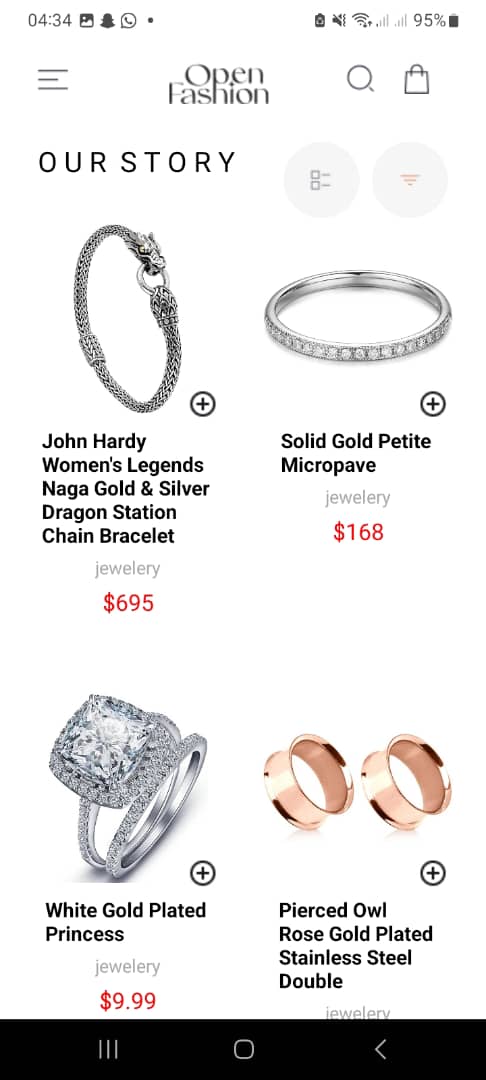 04:34
95%
Open
Fashion
OUR STORY
John Hardy
Women's Legends
Naga Gold & Silver
Dragon Station
Chain Bracelet
jewelery
$695
Solid Gold Petite
Micropave
jewelery
$168
White Gold Plated
Princess
jewelery
$9.99
Pierced Owl
Rose Gold Plated
Stainless Steel
Double
jewelery